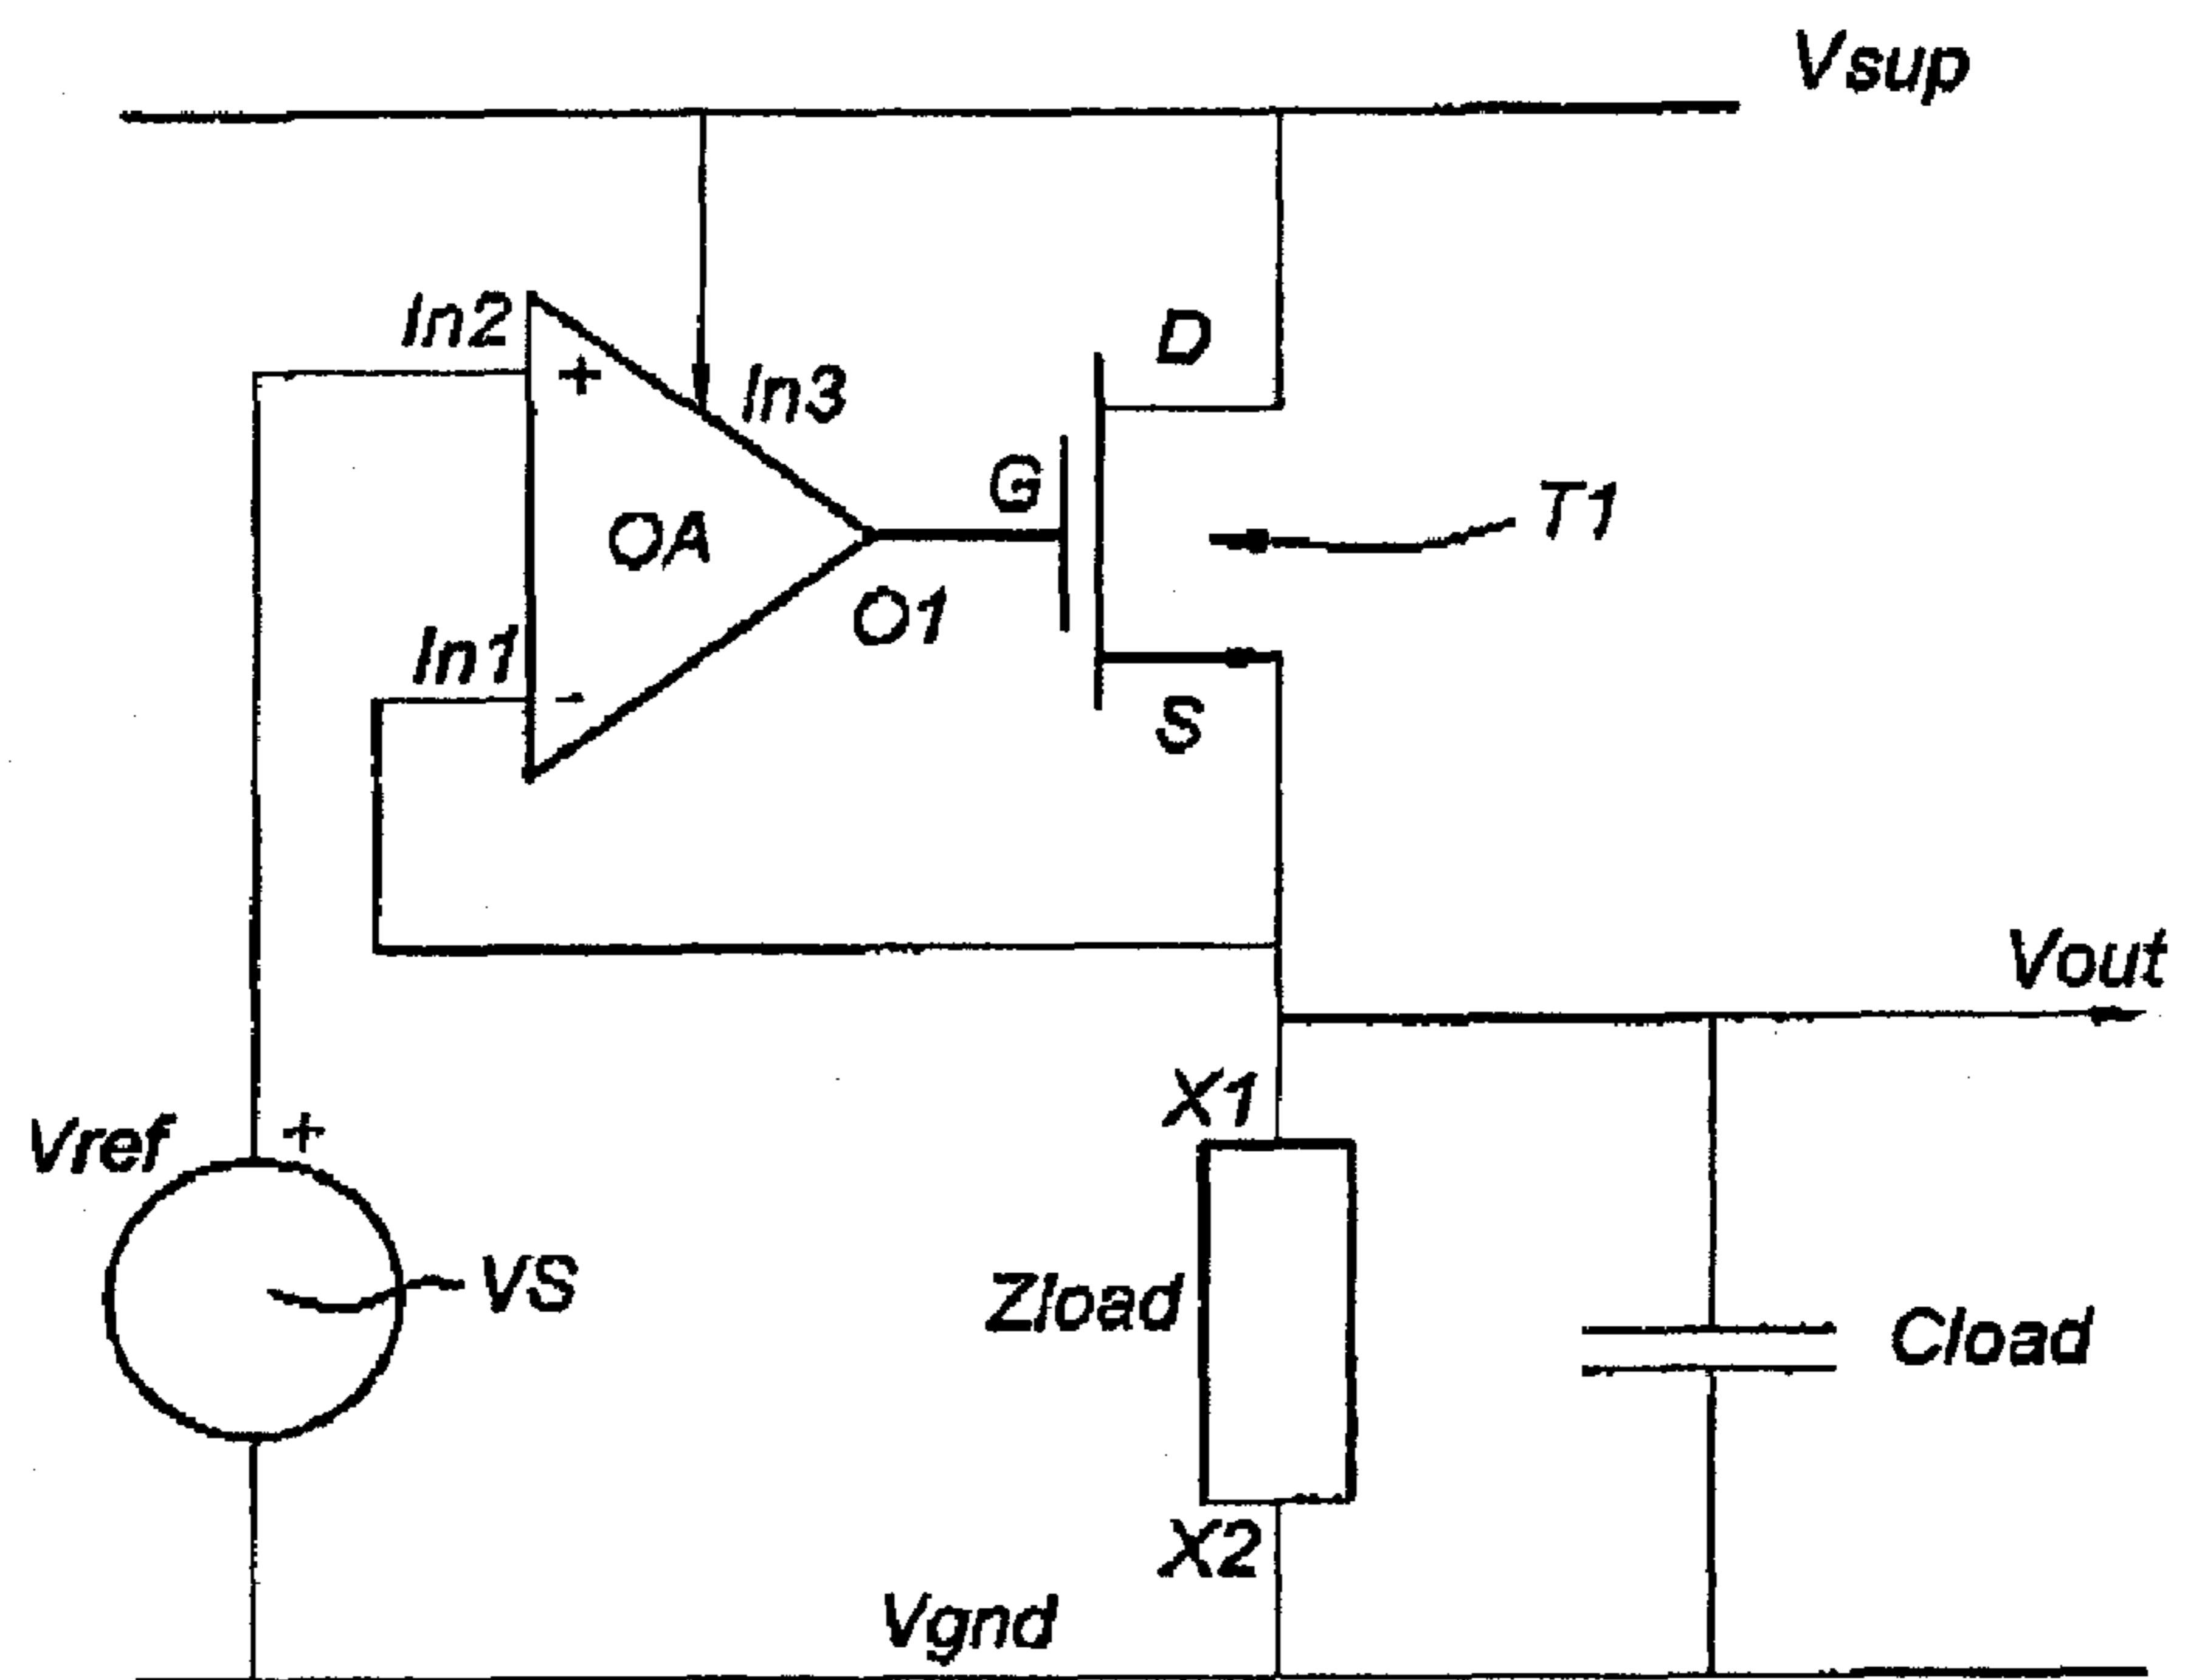 Vsup
In2
+
In3
D
G
T1
OA
O1
In1
-
S
Vout
X1
Vref
+
VS
Zload
Cload
X2
Vgnd